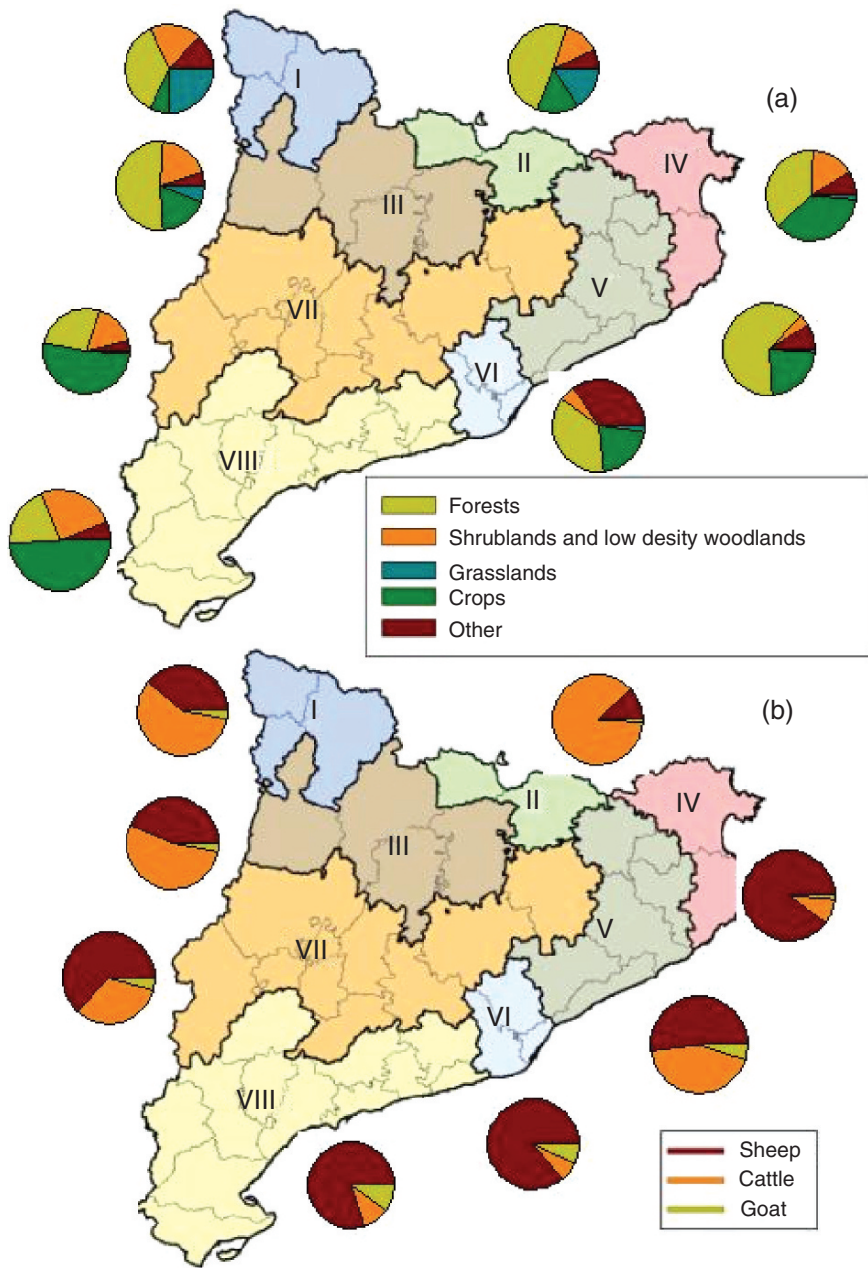 I
(a)
II
IV
III
V
VII
VI
VIII
Forests
Shrublands and low desity woodlands
Grasslands
Crops
Other
I
(b)
II
IV
III
V
VII
VI
VIII
Sheep
Cattle
Goat